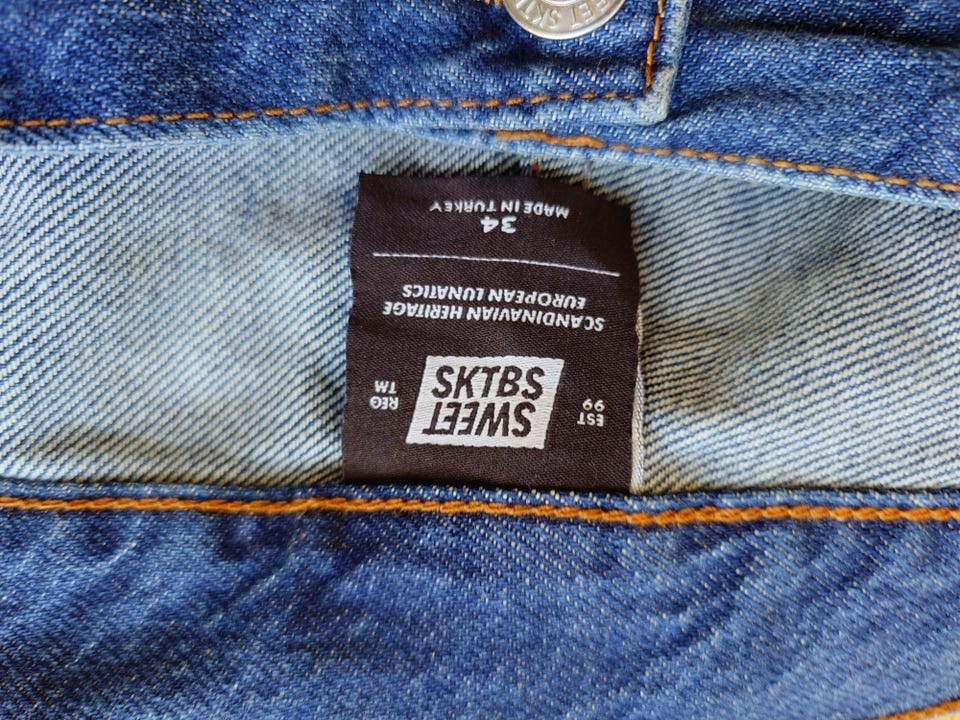 EST
99
SWEET
SKTBS
REG
TM
SCANDINAVIAN HERITAGE
EUROPEAN LUNATICS
34
MADE IN TURKEY